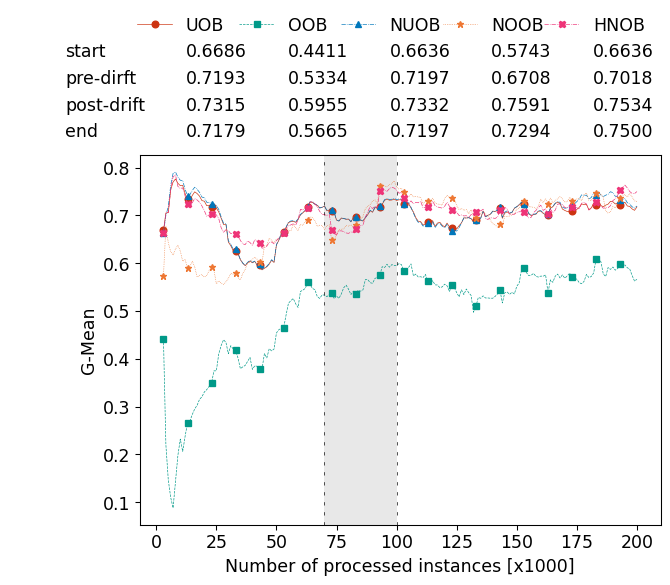 UOB OOB NUOB NOOB HNOB
start 0.6686 0.4411 0.6636 0.5743 0.6636
pre-dirft 0.7193 0.5334 0.7197 0.6708 0.7018
post-drift 0.7315 0.5955 0.7332 0.7591 0.7534
end 0.7179 0.5665 0.7197 0.7294 0.7500
0.8
0.7
0.6
0.5
0.4
0.3
0.2
0.1
G-Mean
0 25 50 75 100 125 150 175 200
Number of processed instances [x1000]